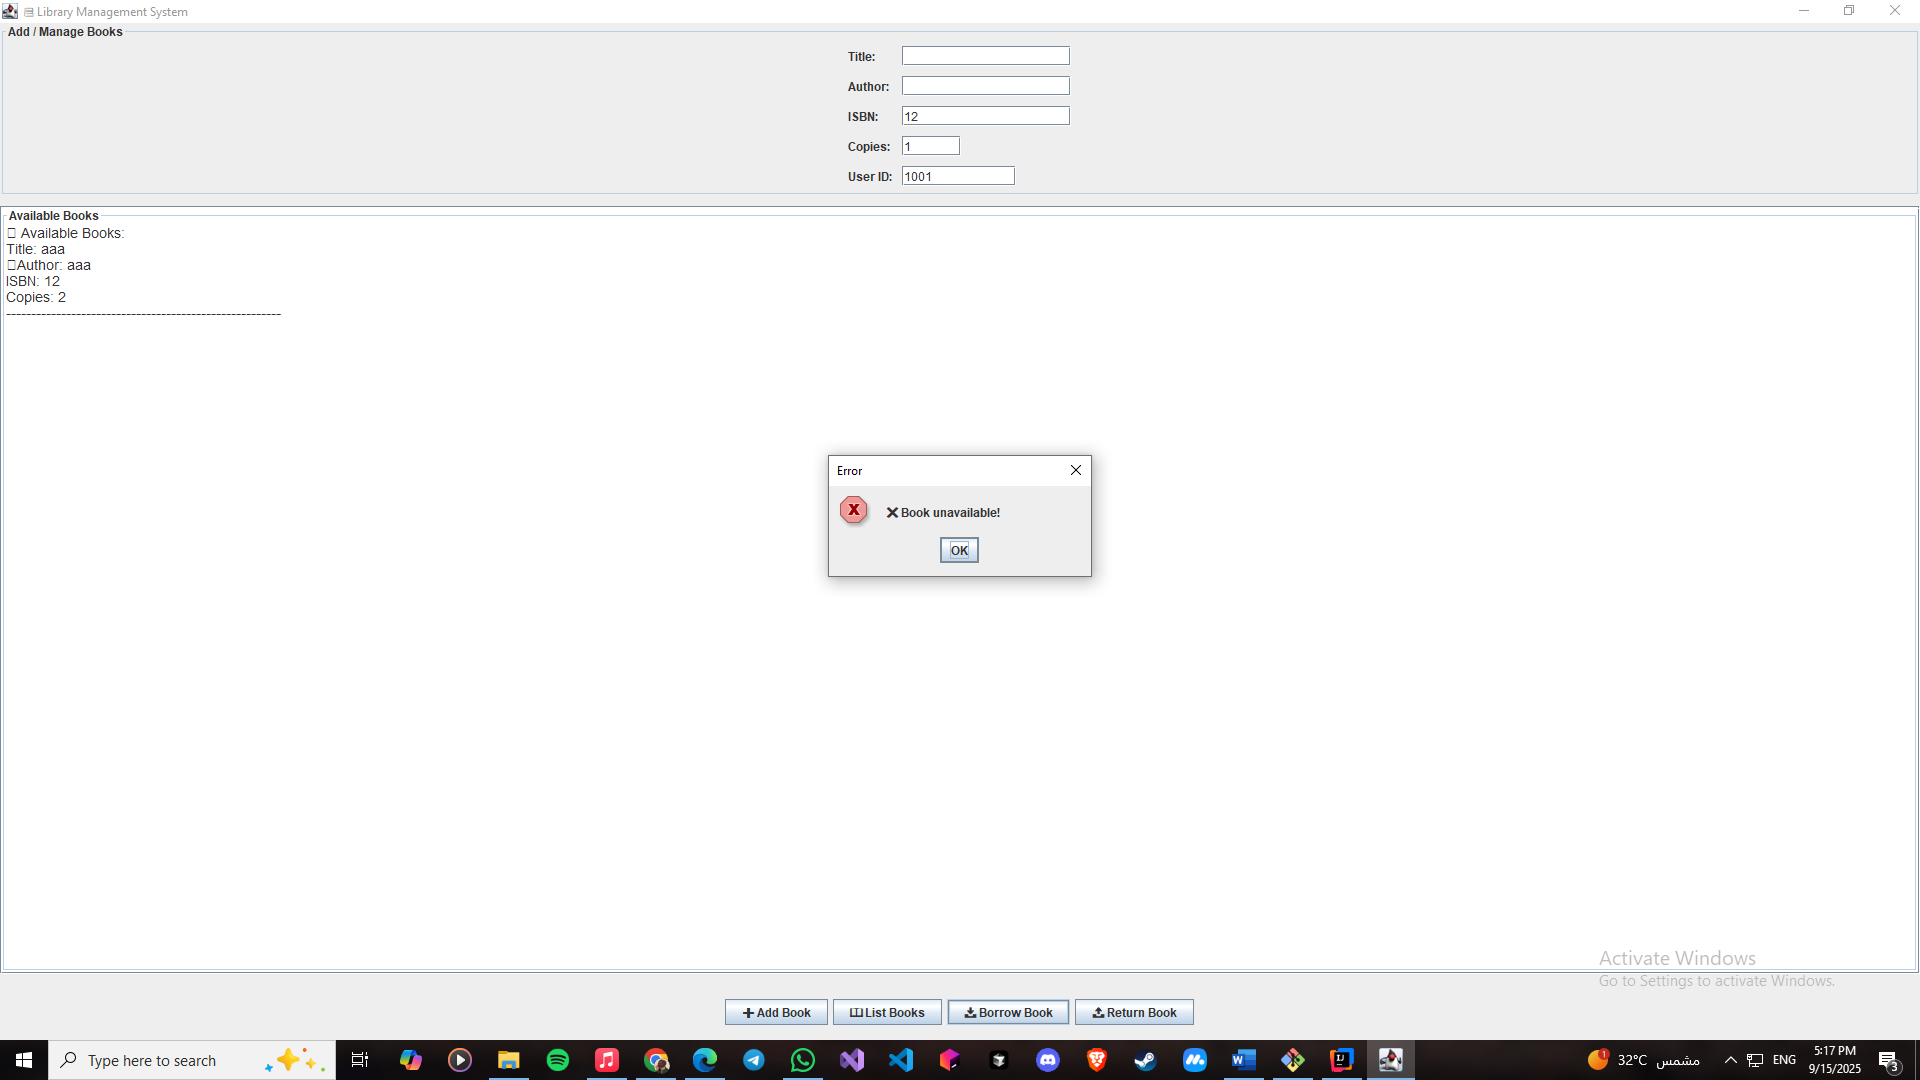 Library Management System
Add / Manage Books
Title:
Author:
ISBN: 12
Copies: 1
User ID: 1001
Available Books
Available Books:
Title: aaa
Author: aaa
ISBN: 12
Copies: 2
-------------------------------------------------------
Error
X
❌ Book unavailable!
OK
Activate Windows
Go to Settings to activate Windows.
Add Book
List Books
Borrow Book
Return Book
Type here to search
1
32°C مشمس
ENG
5:17 PM
9/15/2025
3